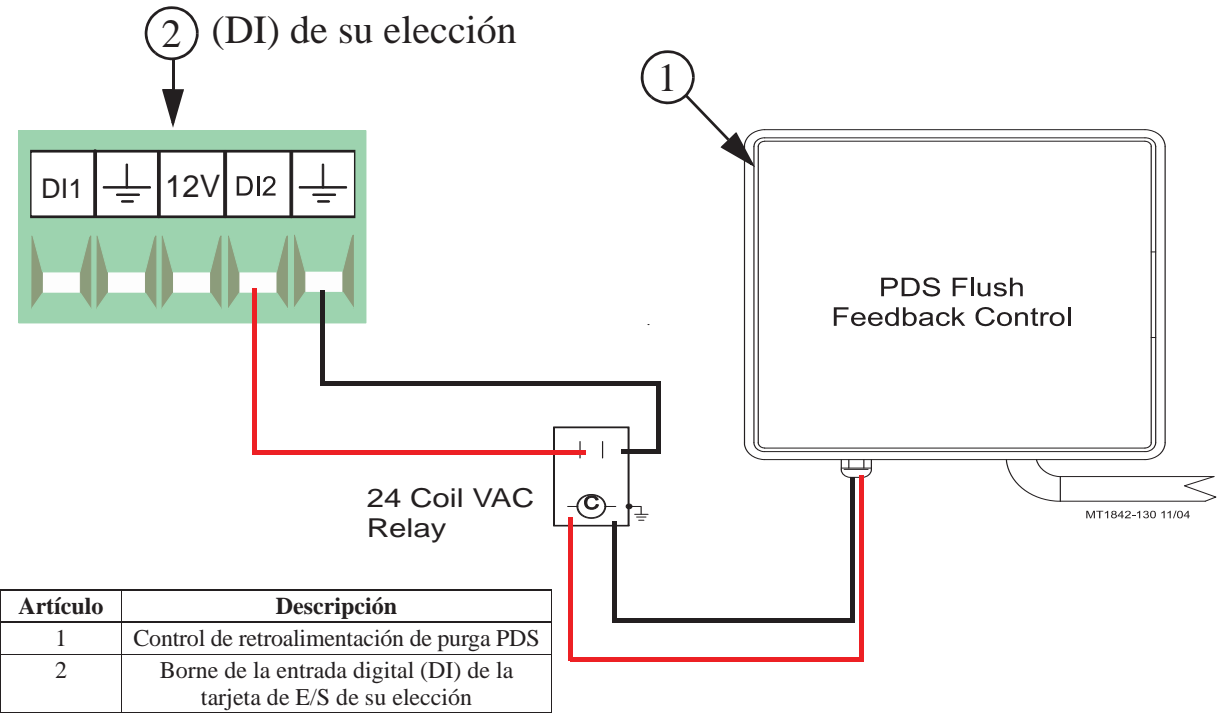 2 (DI) de su elección
1
DI1 12V DI2
PDS Flush
Feedback Control
24 Coil VAC
Relay
C
MT1842-130 11/04
Artículo Descripción
1 Control de retroalimentación de purga PDS
2 Borne de la entrada digital (DI) de la
tarjeta de E/S de su elección